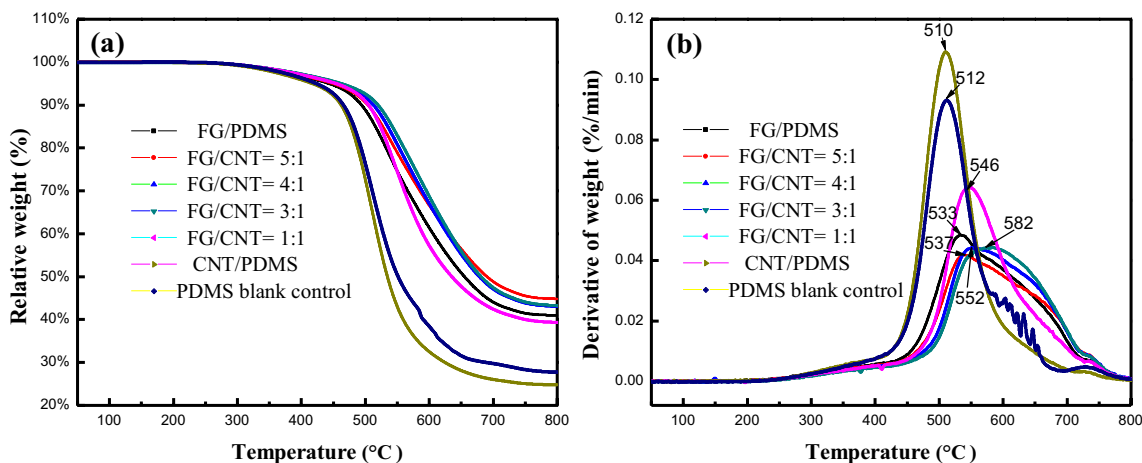 (a)
110%
100%
90%
80%
70%
60%
50%
40%
30%
20%
Relative weight (%)
FG/PDMS
FG/CNT= 5:1
FG/CNT= 4:1
FG/CNT= 3:1
FG/CNT= 1:1
CNT/PDMS
PDMS blank control
100 200 300 400 500 600 700 800
Temperature (°C)
(b)
0.12
0.10
0.08
0.06
0.04
0.02
0.00
Derivative of weight (%/min)
FG/PDMS
FG/CNT= 5:1
FG/CNT= 4:1
FG/CNT= 3:1
FG/CNT= 1:1
CNT/PDMS
PDMS blank control
510
512
546
533
582
537
552
100 200 300 400 500 600 700 800
Temperature (°C)